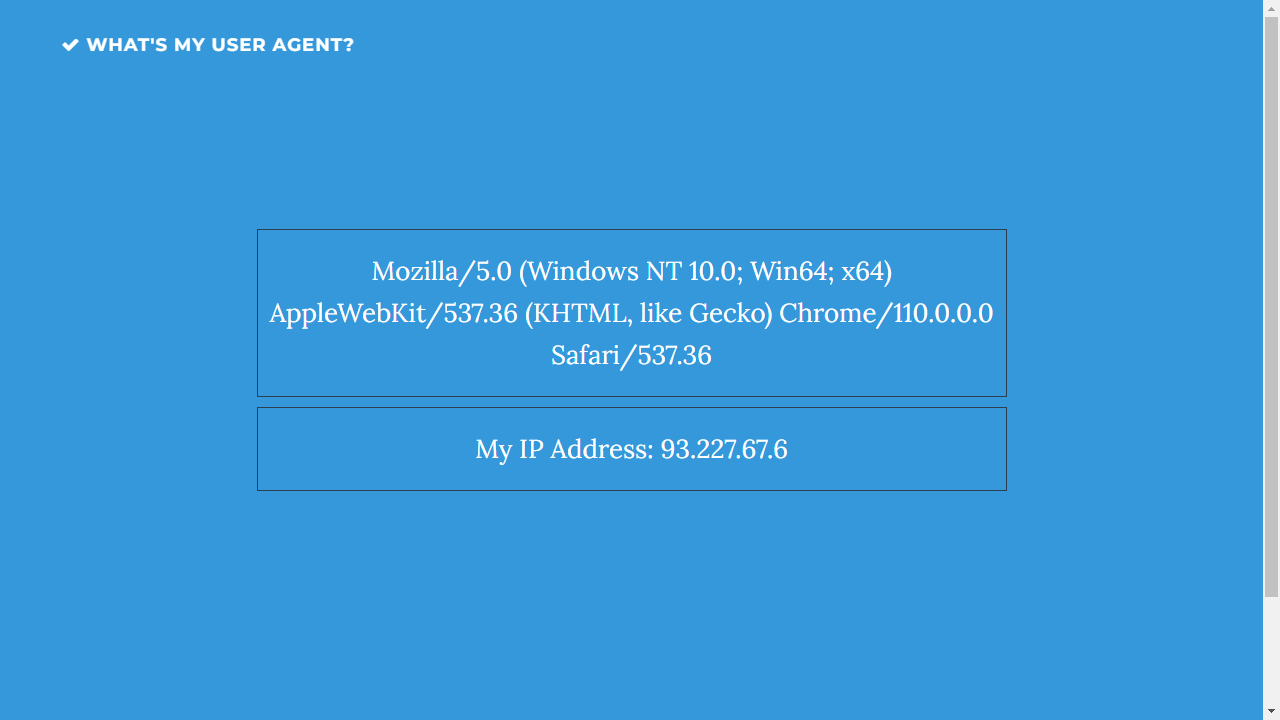 WHAT'S MY USER AGENT?
Mozilla/5.0 (Windows NT 10.0; Win64; x64)
AppleWebKit/537.36 (KHTML, like Gecko) Chrome/110.0.0.0
Safari/537.36
My IP Address: 93.227.67.6